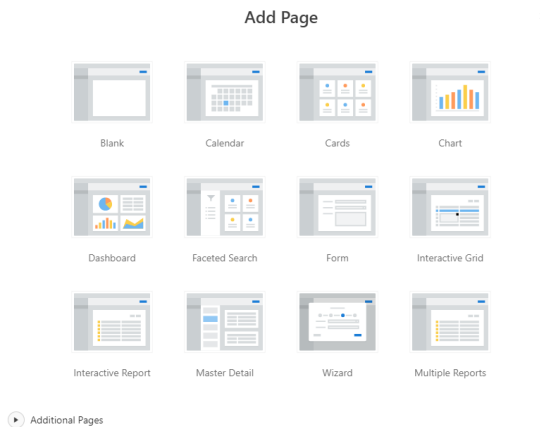 Add Page
Blank
Calendar
Cards
Chart
Dashboard
Faceted Search
Form
Interactive Grid
Interactive Report
Master Detail
Wizard
Multiple Reports
Additional Pages